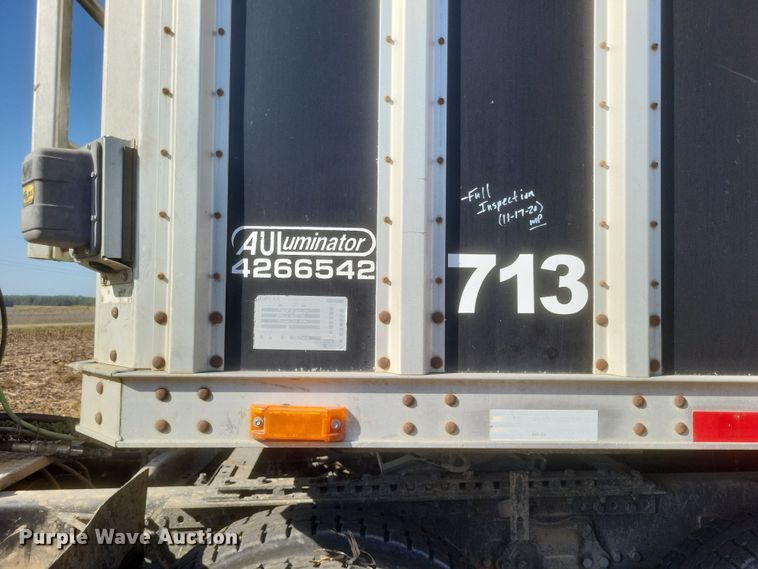 -Full
Inspection
(11-17-20)
MP
AULuminator
4266542
713
Purple Wave Auction